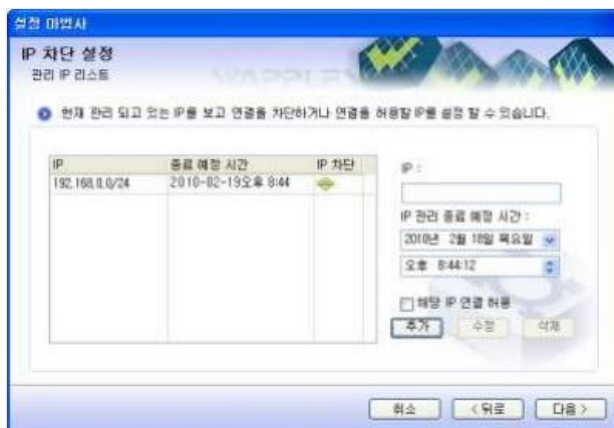 설정 마법사
IP 차단 설정
관리 IP 리스트
WAPPLES
현재 관리 되고 있는 IP를 보고 연결을 차단하거나 연결을 허용할 IP를 설정 할 수 있습니다.
IP 종료 예정 시간 IP 차단
192.168.0.0/24 2010-02-19오후 8:44
IP :
IP 관리 종료 예정 시간 :
2010년 2월 18일 목요일
오후 8:44:12
해당 IP 연결 허용
추가 수정 삭제
취소 < 뒤로 다음 >